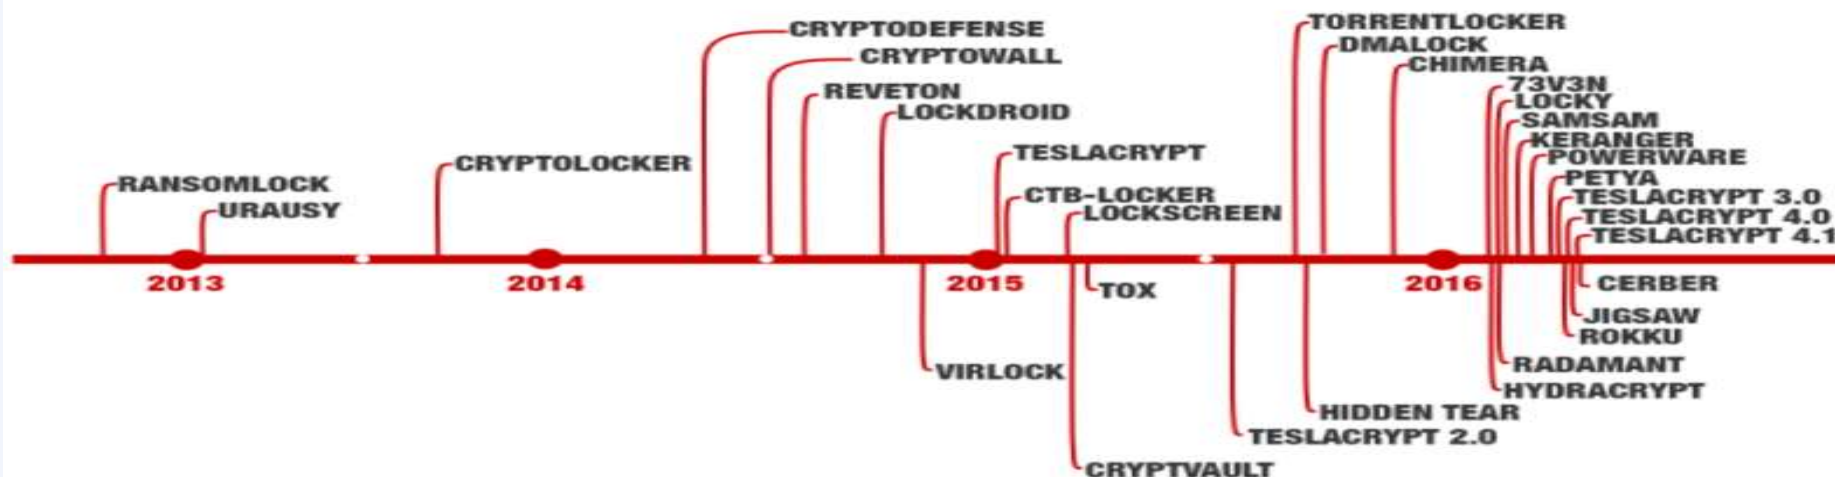 CRYPTODEFENSE
CRYPTOWALL
REVETON
LOCKDROID
CRYPTOLOCKER
RANSOMLOCK
URAUSY
TESLACRYPT
CTB-LOCKER
LOCKSCREEN
TORRENTLOCKER
DMALOCK
CHIMERA
73V3N
LOCKY
SAMSAM
KERANGER
POWERWARE
PETYA
TESLACRYPT 3.0
TESLACRYPT 4.0
TESLACRYPT 4.1
2013
2014
2015
2016
TOX
VIRLOCK
CERBER
JIGSAW
ROKKU
RADAMANT
HYDRACRYPT
HIDDEN TEAR
TESLACRYPT 2.0
CRYPTVAULT